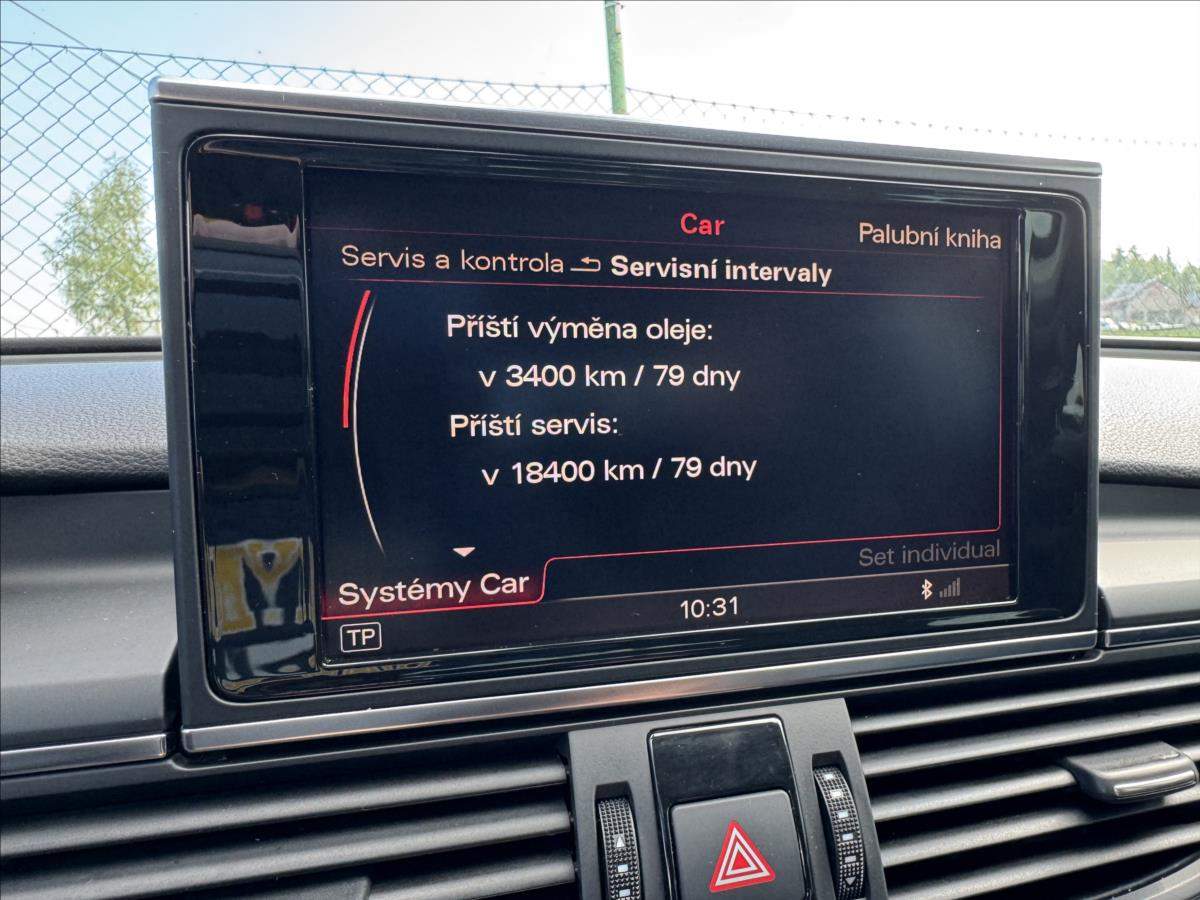 Car
Palubní kniha
Servis a kontrola Servisní intervaly
Příští výměna oleje:
v 3400 km / 79 dny
Příští servis:
v 18400 km / 79 dny
Set individual
Systémy Car
10:31
TP